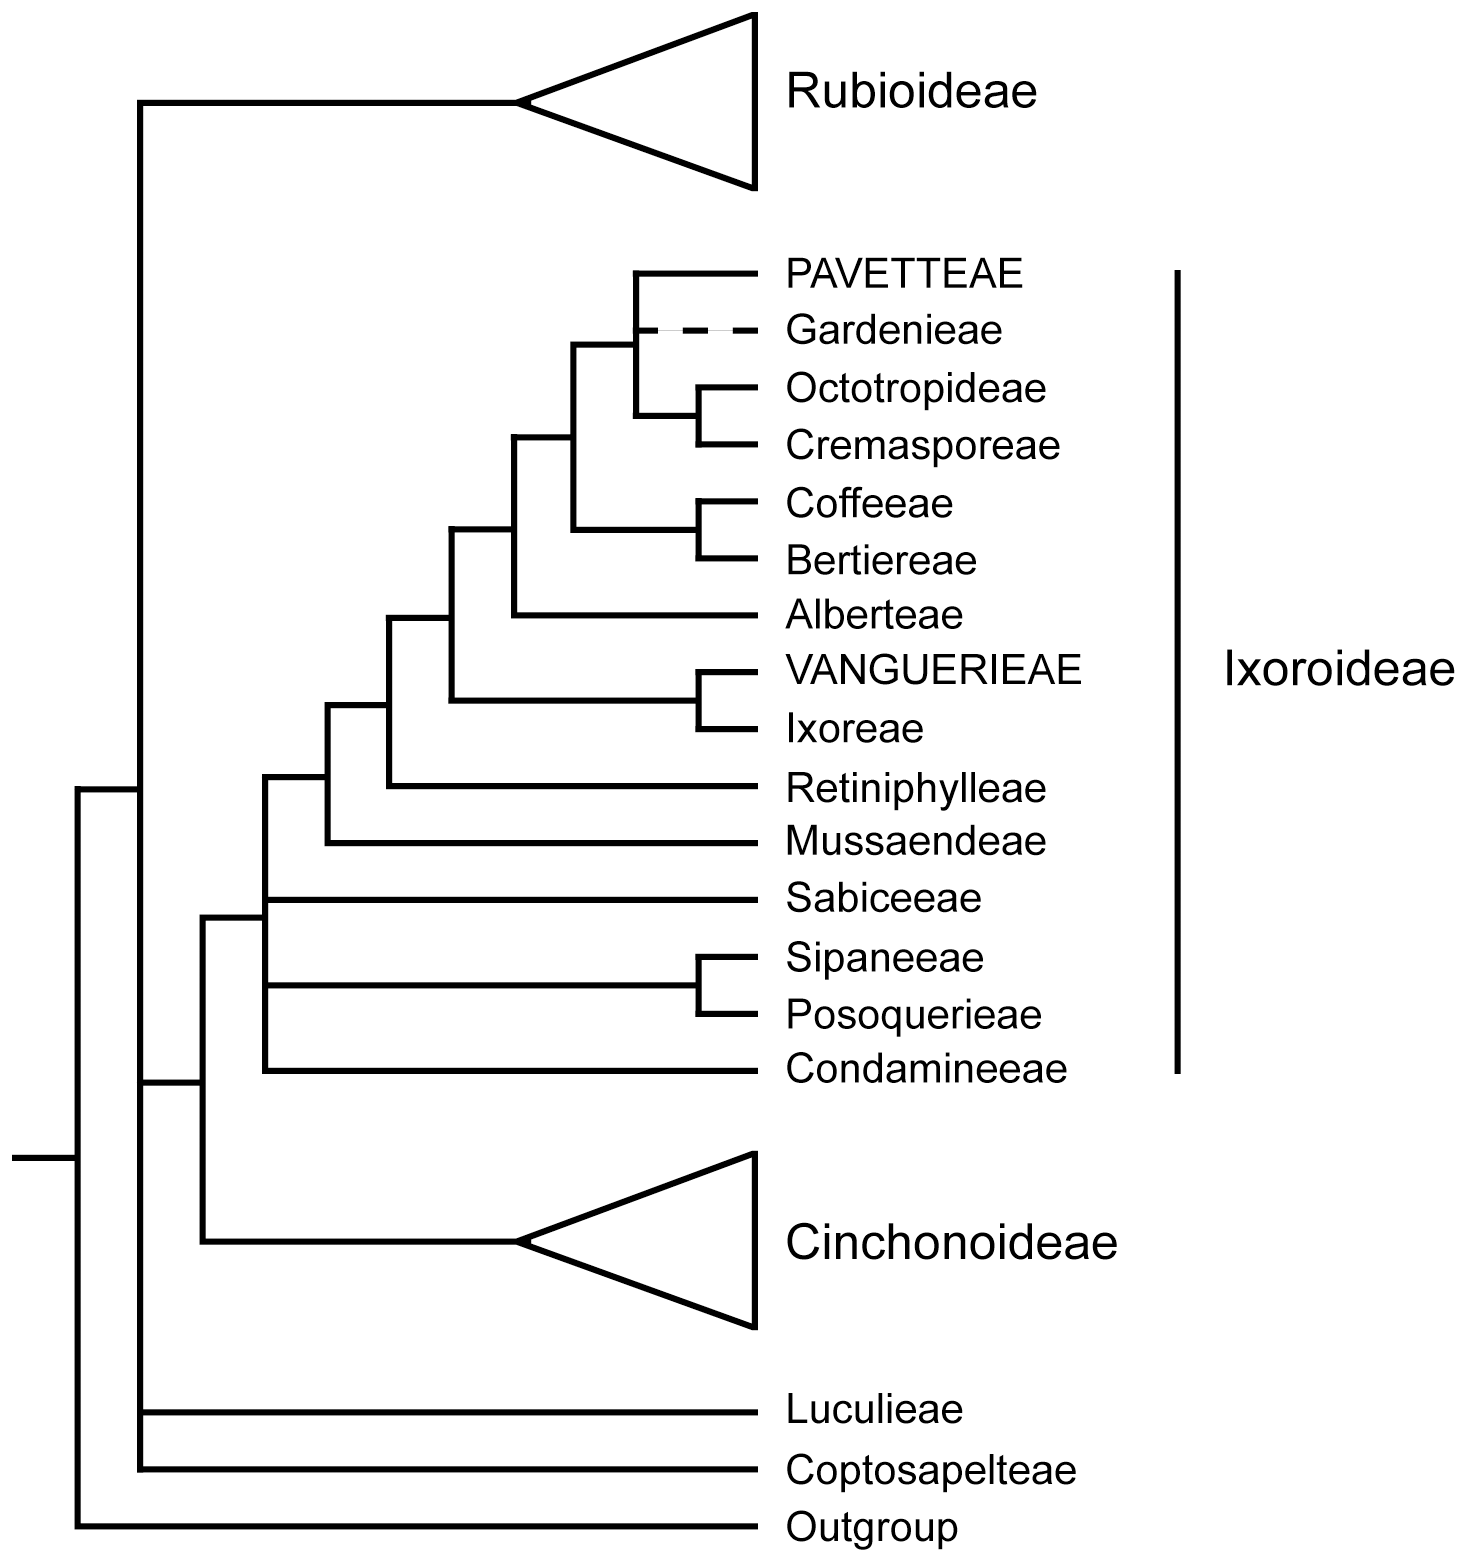 Rubioideae
PAVETTEAE
Gardenieae
Octotropideae
Cremasporeae
Coffeeae
Bertiereae
Alberteae
VANGUERIEAE
Ixoroideae
Ixoreae
Retiniphylleae
Mussaendeae
Sabiceeae
Sipaneeae
Posoquerieae
Condamineeae
Cinchonoideae
Luculieae
Coptosapelteae
Outgroup